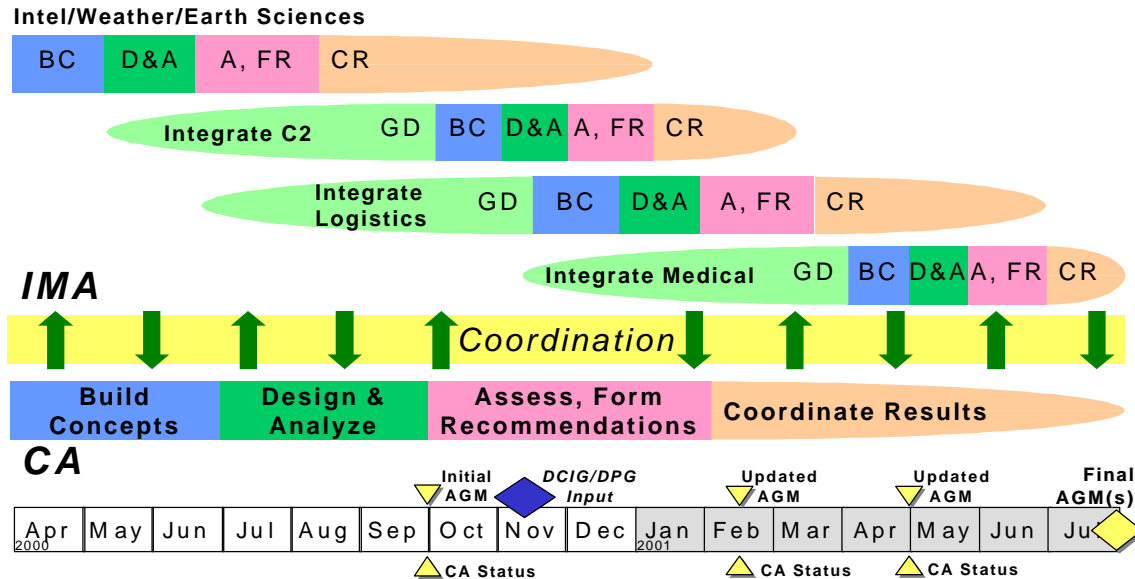 Intel/Weather/Earth Sciences
BC D&A A, FR CR
Integrate C2 GD BC D&A A, FR CR
Integrate
Logistics
GD BC D&A A, FR CR
Integrate Medical GD BC D&A A, FR CR
IMA
Coordination
Build
Concepts
Design &
Analyze
Assess, Form
Recommendations
Coordinate Results
CA
Initial
AGM
DCIG/DPG
Input
Updated
AGM
Updated
AGM
Final
AGM(s)
Apr May Jun Jul Aug Sep Oct Nov Dec Jan Feb Mar Apr May Jun Jul
2000 2001
CA Status CA Status CA Status